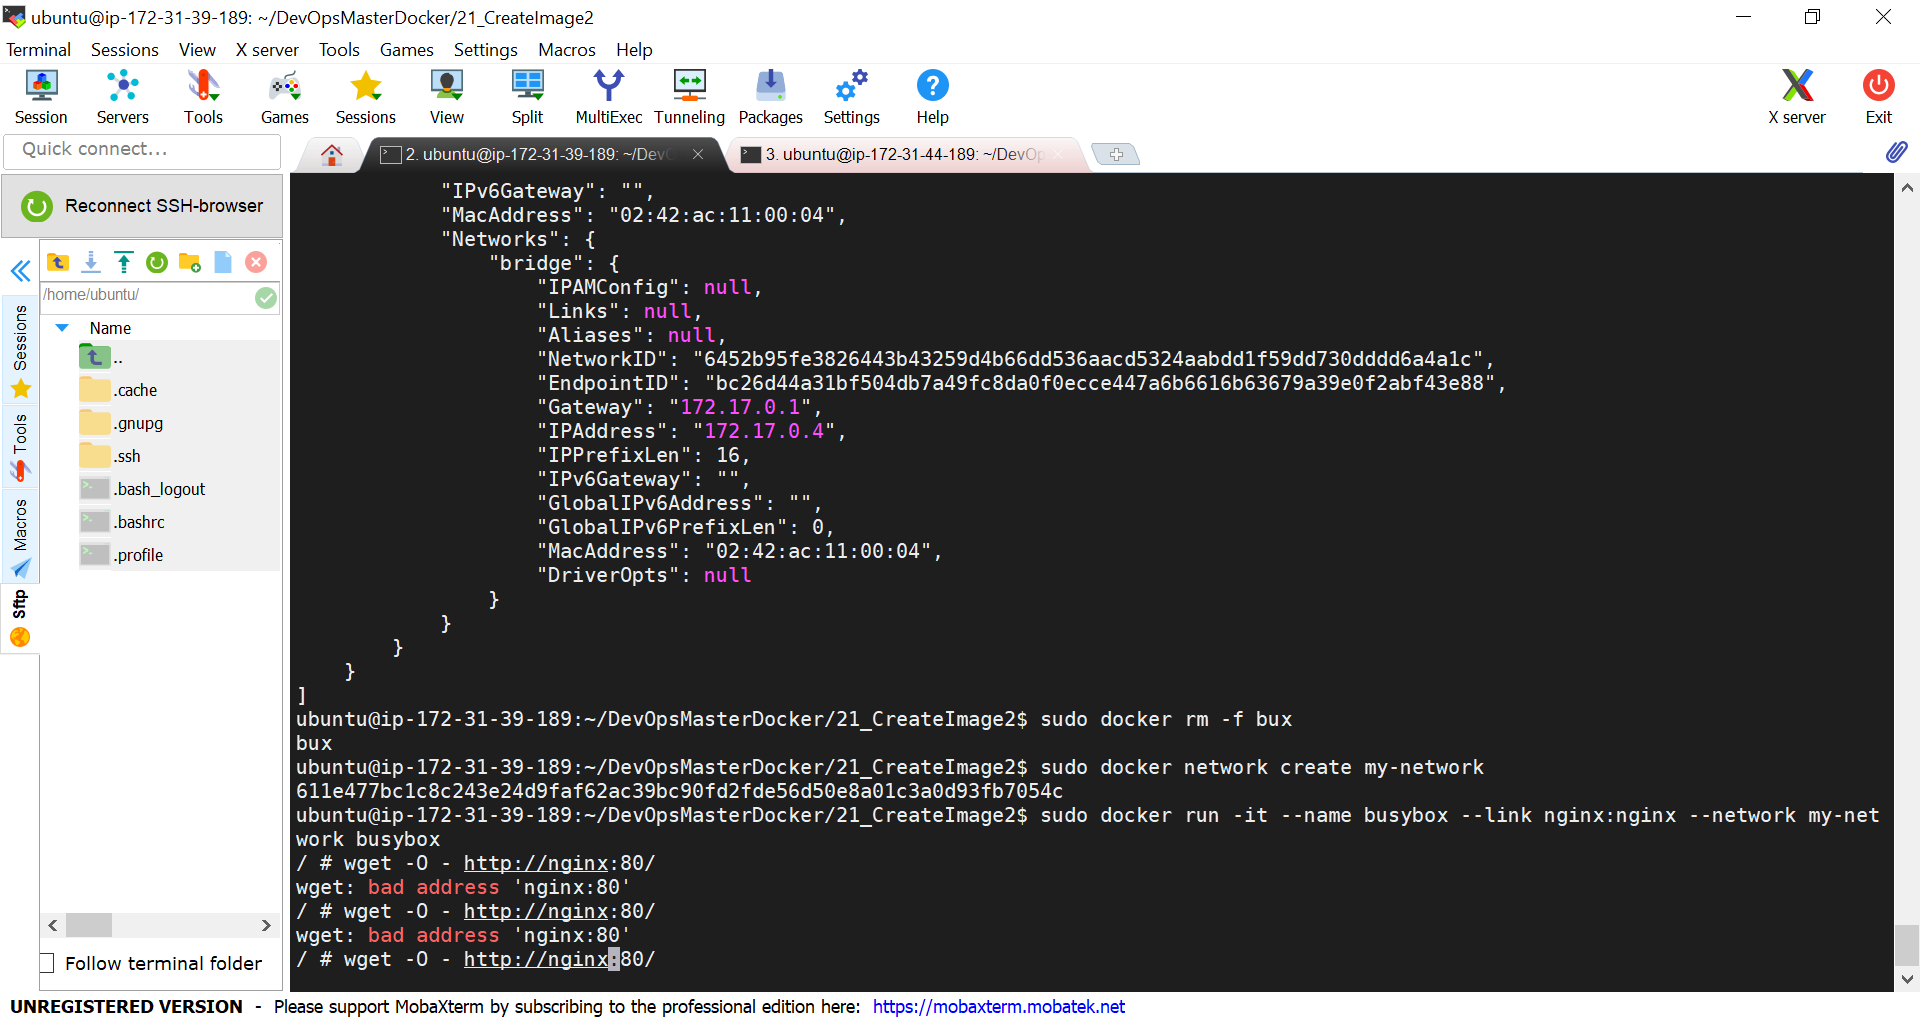 ubuntu@ip-172-31-39-189: ~/DevOpsMasterDocker/21_CreateImage2
Terminal Sessions View X server Tools Games Settings Macros Help
Session Servers Tools Games Sessions View Split MultiExec Tunneling Packages Settings Help X server Exit
Quick connect...
2. ubuntu@ip-172-31-39-189: ~/DevO
3. ubuntu@ip-172-31-44-189: ~/DevOp
Reconnect SSH-browser
/home/ubuntu/
Name
..
.cache
.gnupg
.ssh
.bash_logout
.bashrc
.profile
Sessions
Tools
Macros
Sftp
Follow terminal folder
"IPv6Gateway": "",
"MacAddress": "02:42:ac:11:00:04",
"Networks": {
"bridge": {
"IPAMConfig": null,
"Links": null,
"Aliases": null,
"NetworkID": "6452b95fe3826443b43259d4b66dd536aacd5324aabdd1f59dd730dddd6a4a1c",
"EndpointID": "bc26d44a31bf504db7a49fc8da0f0ecce447a6b6616b63679a39e0f2abf43e88",
"Gateway": "172.17.0.1",
"IPAddress": "172.17.0.4",
"IPPrefixLen": 16,
"IPv6Gateway": "",
"GlobalIPv6Address": "",
"GlobalIPv6PrefixLen": 0,
"MacAddress": "02:42:ac:11:00:04",
"DriverOpts": null
}
}
}
}
]
ubuntu@ip-172-31-39-189:~/DevOpsMasterDocker/21_CreateImage2$ sudo docker rm -f bux
bux
ubuntu@ip-172-31-39-189:~/DevOpsMasterDocker/21_CreateImage2$ sudo docker network create my-network
611e477bc1c8c243e24d9faf62ac39bc90fd2fde56d50e8a01c3a0d93fb7054c
ubuntu@ip-172-31-39-189:~/DevOpsMasterDocker/21_CreateImage2$ sudo docker run -it --name busybox --link nginx:nginx --network my-net
work busybox
/ # wget -O - http://nginx:80/
wget: bad address 'nginx:80'
/ # wget -O - http://nginx:80/
wget: bad address 'nginx:80'
/ # wget -O - http://nginx:80/
UNREGISTERED VERSION - Please support MobaXterm by subscribing to the professional edition here: https://mobaxterm.mobatek.net